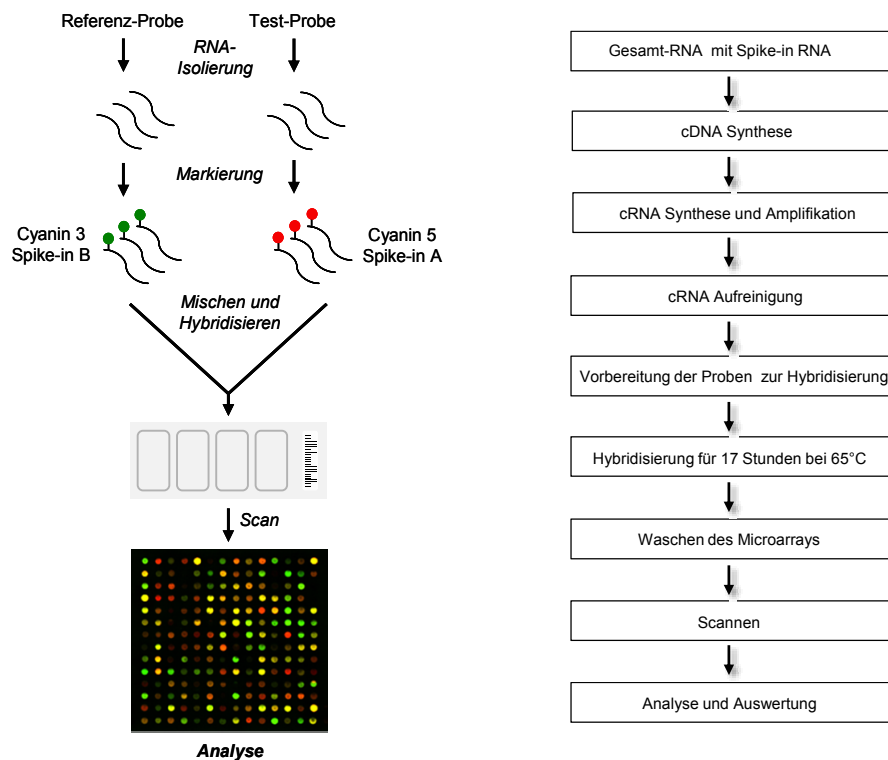 Referenz-Probe
Test-Probe
RNA-
Isolierung
Markierung
Cyanin 3
Spike-in B
Cyanin 5
Spike-in A
Mischen und
Hybridisieren
Scan
Analyse
Gesamt-RNA mit Spike-in RNA
cDNA Synthese
cRNA Synthese und Amplifikation
cRNA Aufreinigung
Vorbereitung der Proben zur Hybridisierung
Hybridisierung für 17 Stunden bei 65°C
Waschen des Microarrays
Scannen
Analyse und Auswertung